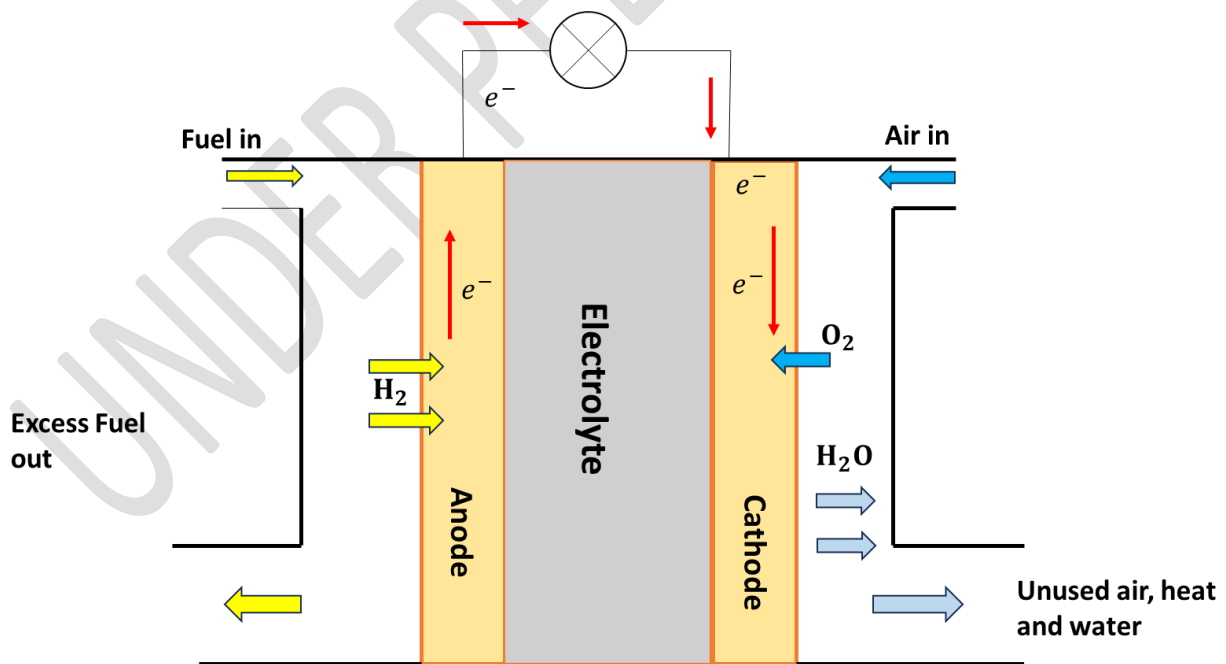 UNDER PE
e⁻
Fuel in
Air in
e⁻
e⁻
e⁻
Electrolyte
O₂
H₂
Excess Fuel
out
H₂O
Anode
Cathode
Unused air, heat
and water